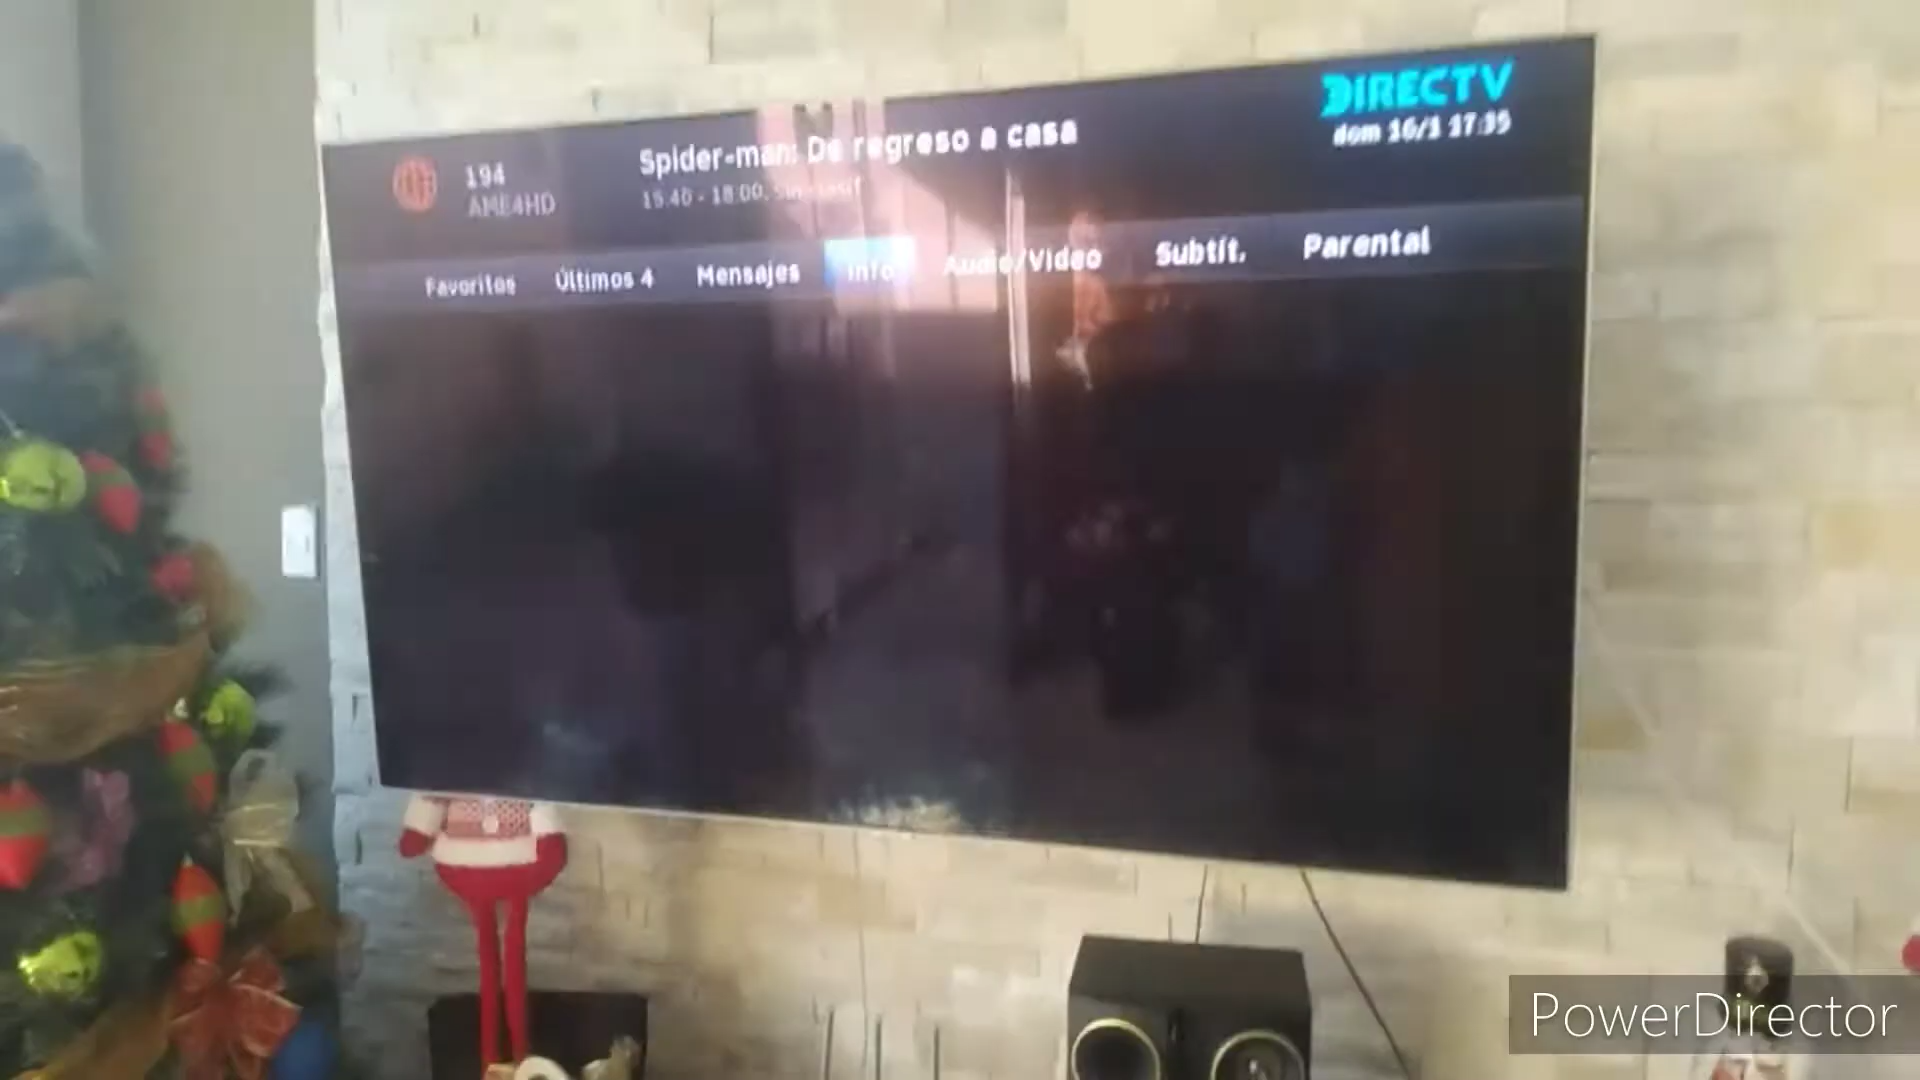 DIRECTV
dom 16/1 17:35
194
AME4HD
Spider-man: De regreso a casa
15:40 - 18:00,
Favoritos Últimos 4 Mensajes Info Audio/Video Subtít. Parental
PowerDirector